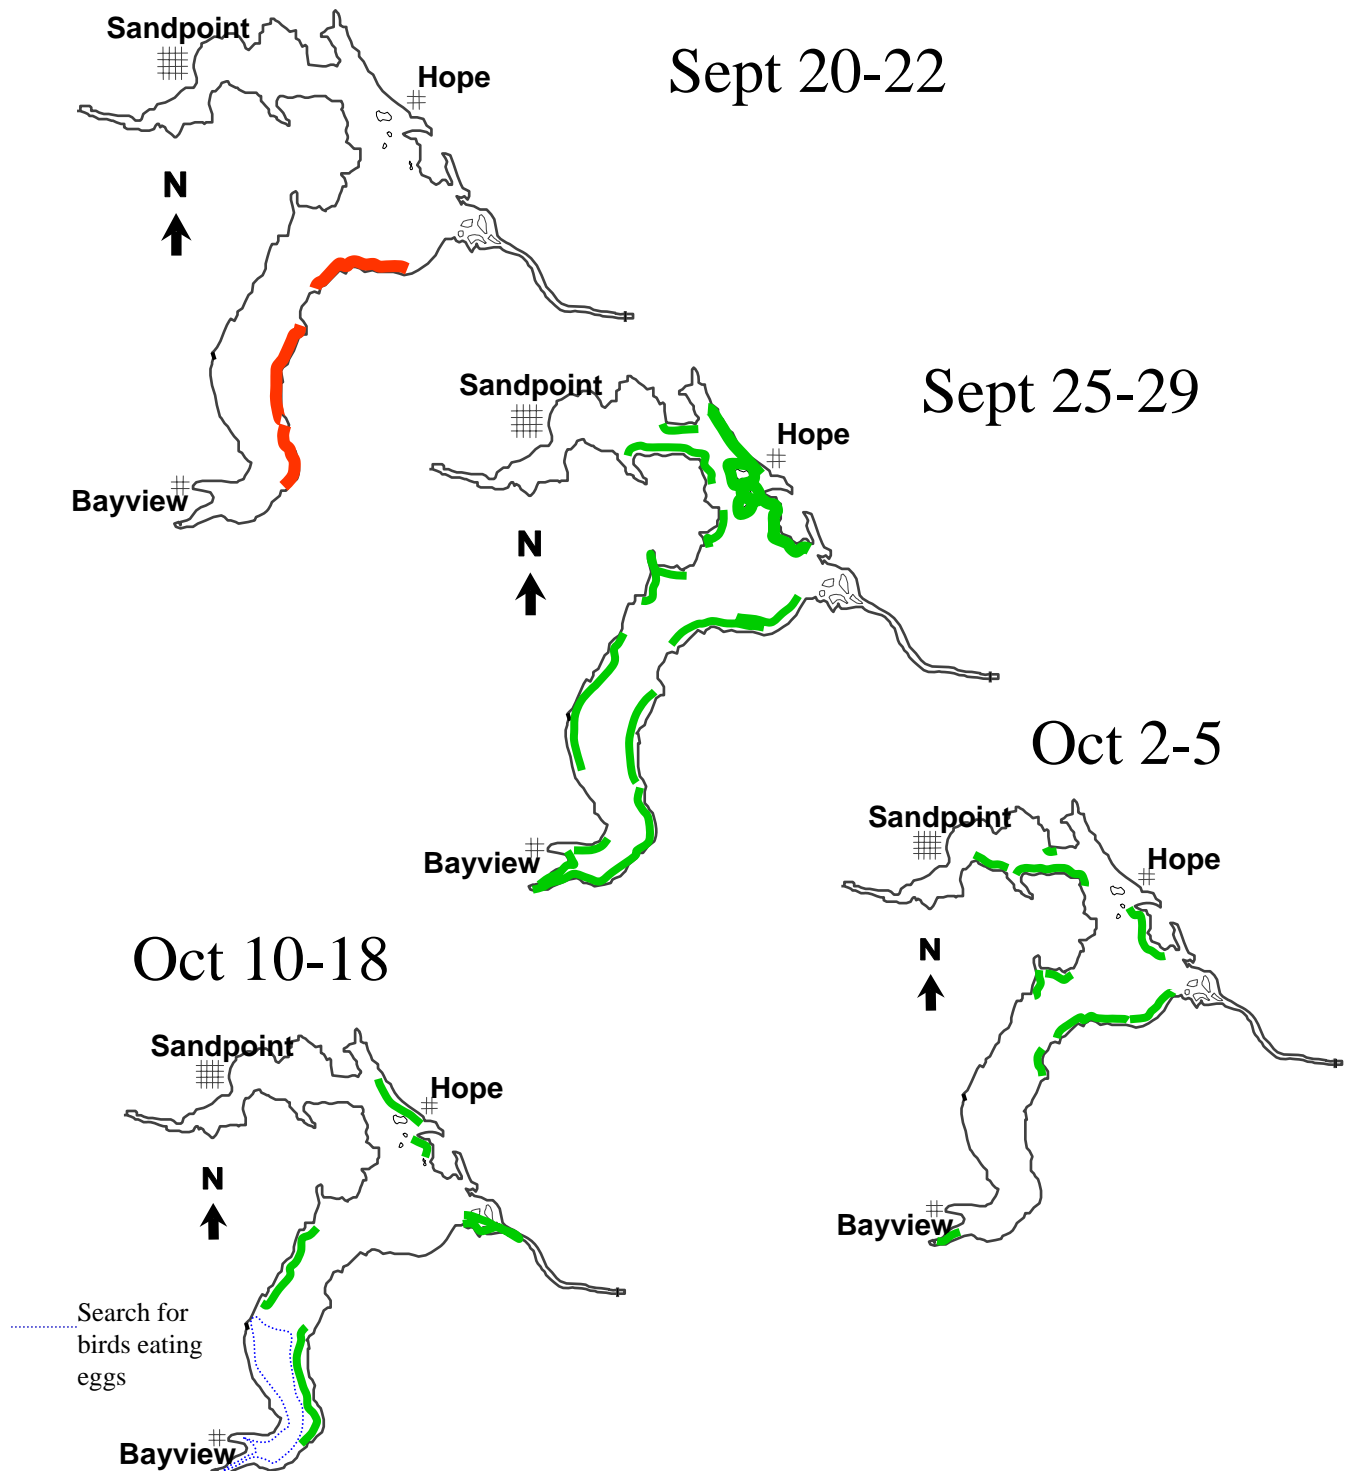 Sandpoint
Hope
Sept 20-22
N
Bayview
Sandpoint
Hope
Sept 25-29
N
Bayview
Oct 2-5
Sandpoint
Hope
N
Bayview
Oct 10-18
Sandpoint
Hope
N
Search for
birds eating
eggs
Bayview